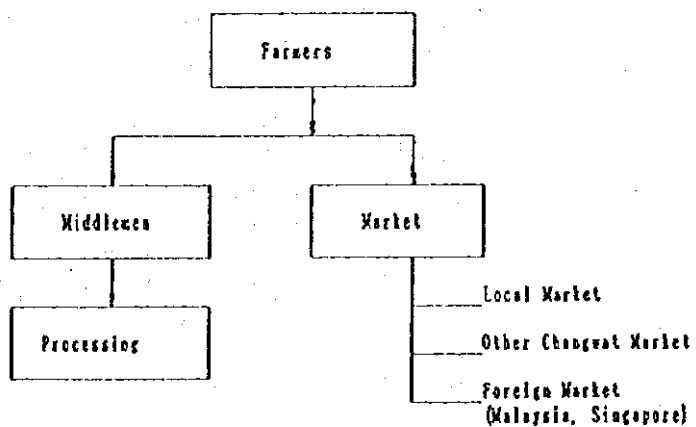 Farmers
Middlemen
Market
Processing
Local Market
Other Changwat Market
Foreign Market
(Malaysia, Singapore)